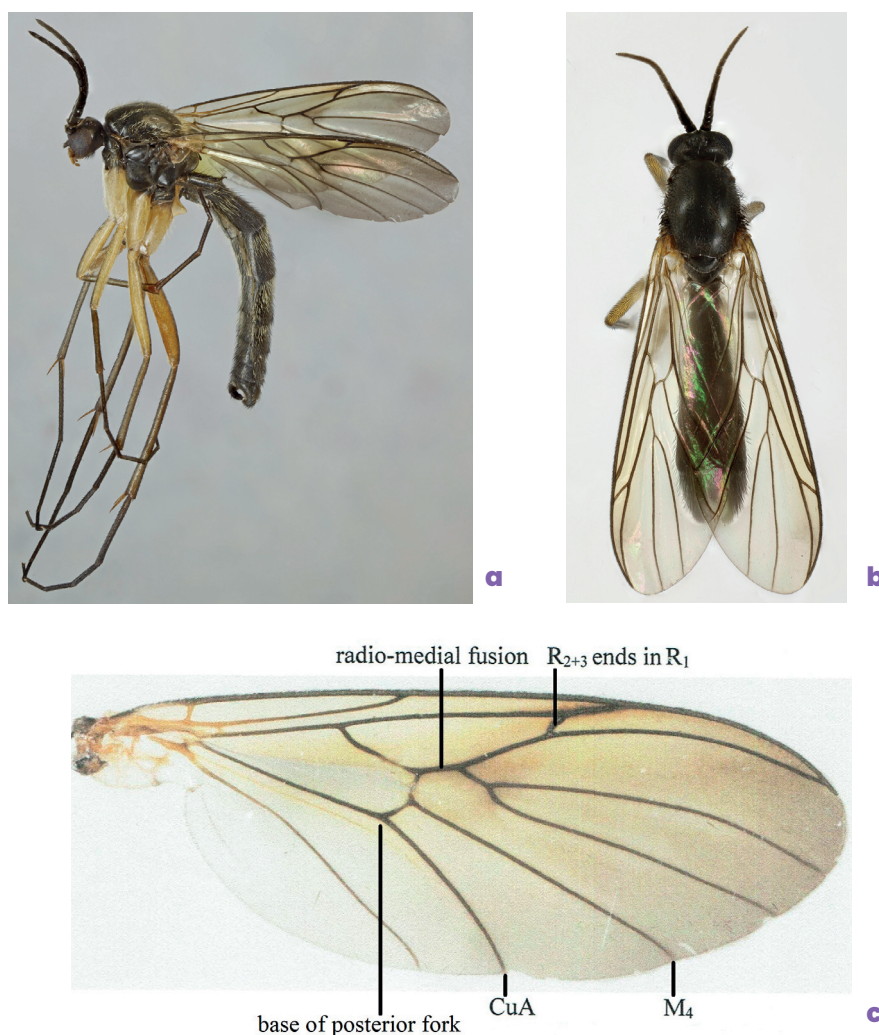 a
b
radio-medial fusion R₂₊₃ ends in R₁
CuA M₄
base of posterior fork
c